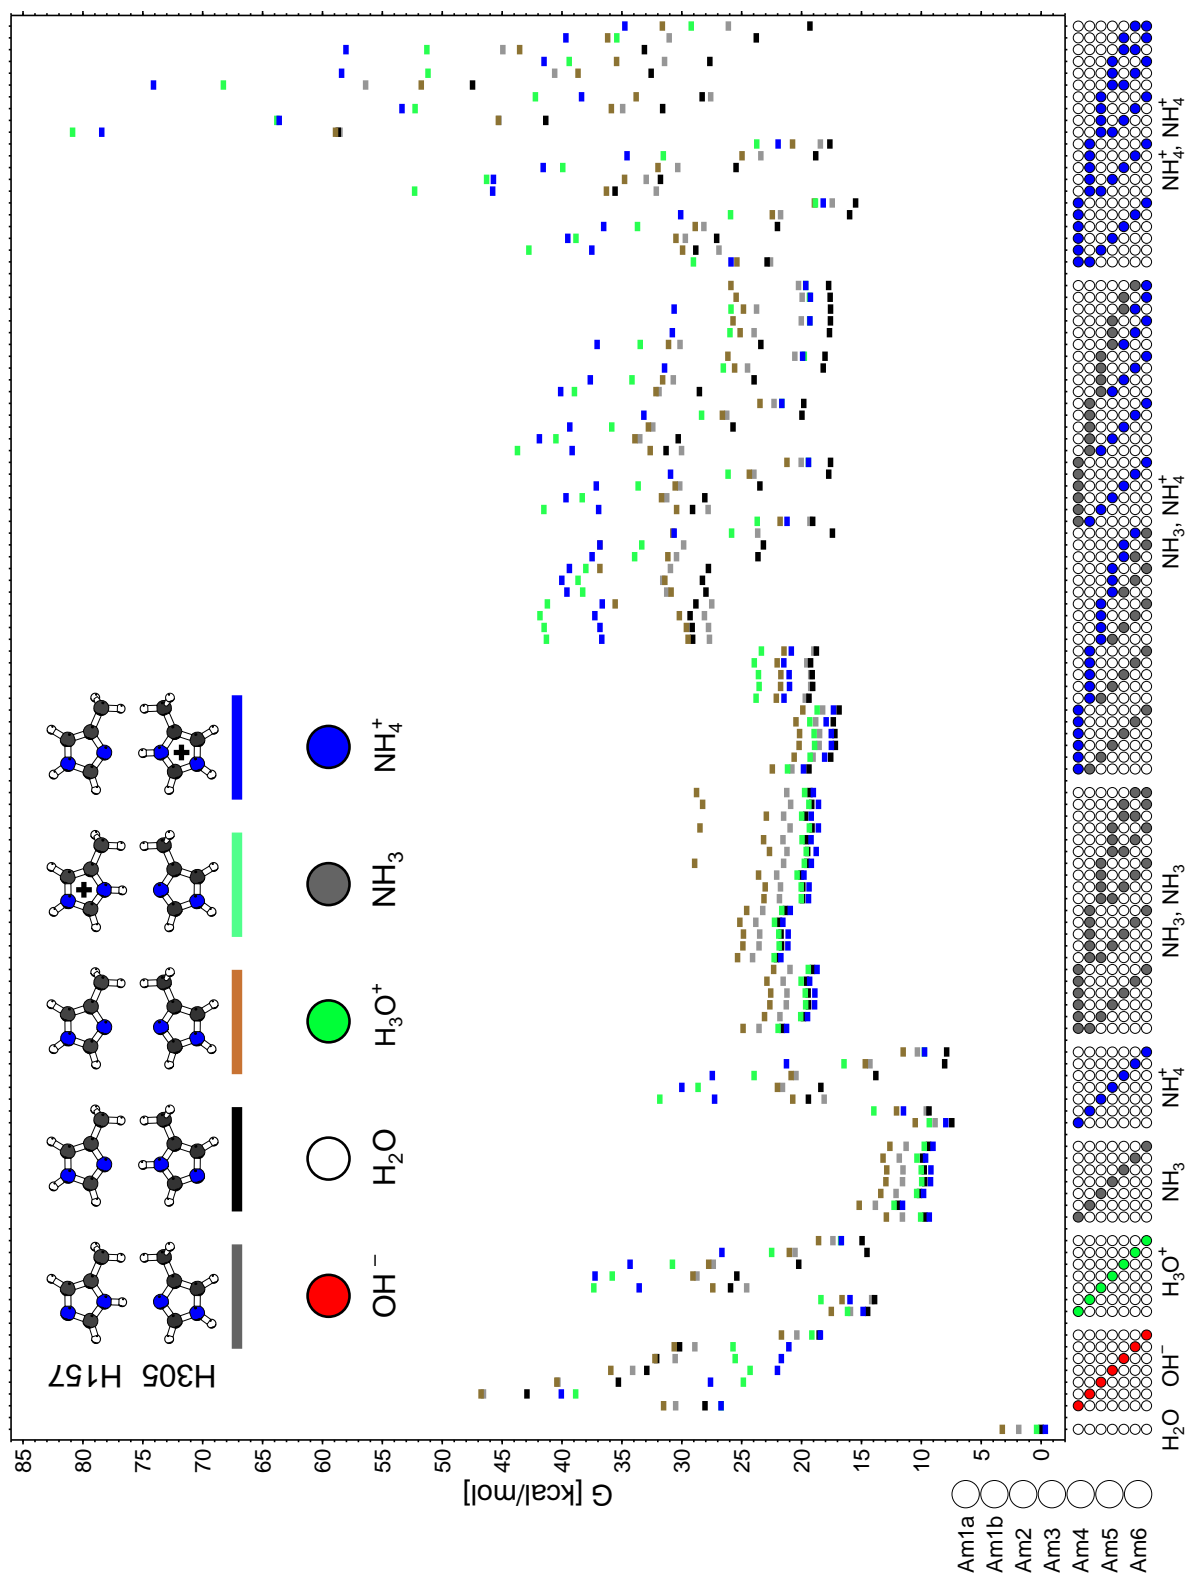 H157
H305
+
+
OH⁻
H₂O
H₃O⁺
NH₃
NH₄⁺
G [kcal/mol]
85
80
75
70
65
60
55
50
45
40
35
30
25
20
15
10
5
0
Am1a
Am1b
Am2
Am3
Am4
Am5
Am6
H₂O
OH⁻
H₃O⁺
NH₃
NH₄⁺
NH₃, NH₃
NH₃, NH₄⁺
NH₄⁺, NH₄⁺